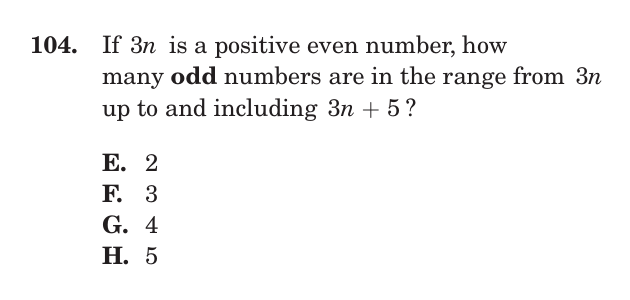 104. If 3n is a positive even number, how
many odd numbers are in the range from 3n
up to and including 3n + 5?
E. 2
F. 3
G. 4
H. 5